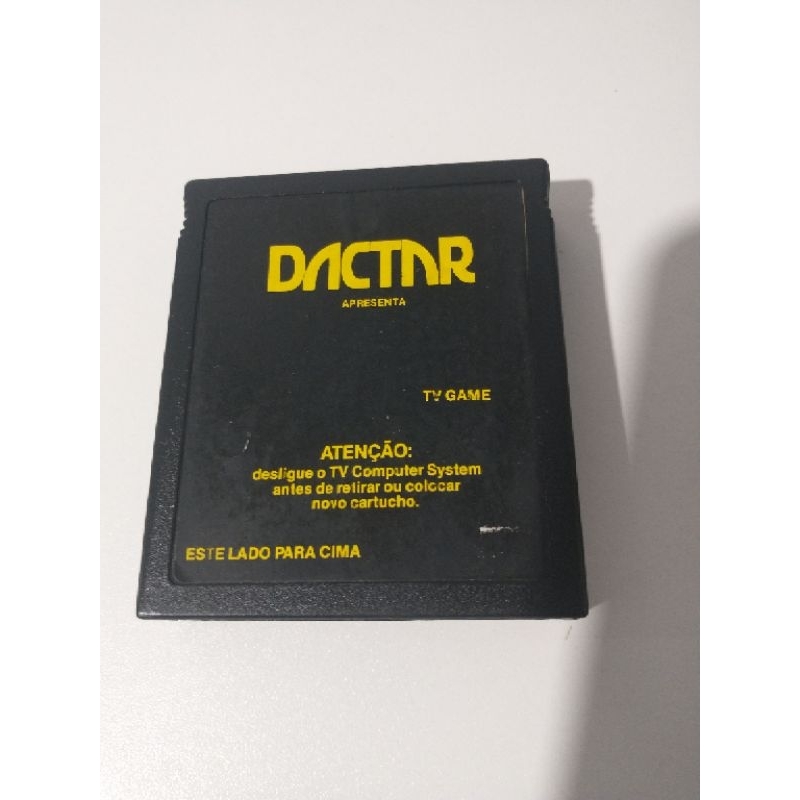 DACTAR
APRESENTA
TV GAME
ATENÇÃO:
desligue o TV Computer System
antes de retirar ou colocar
novo cartucho.
ESTE LADO PARA CIMA